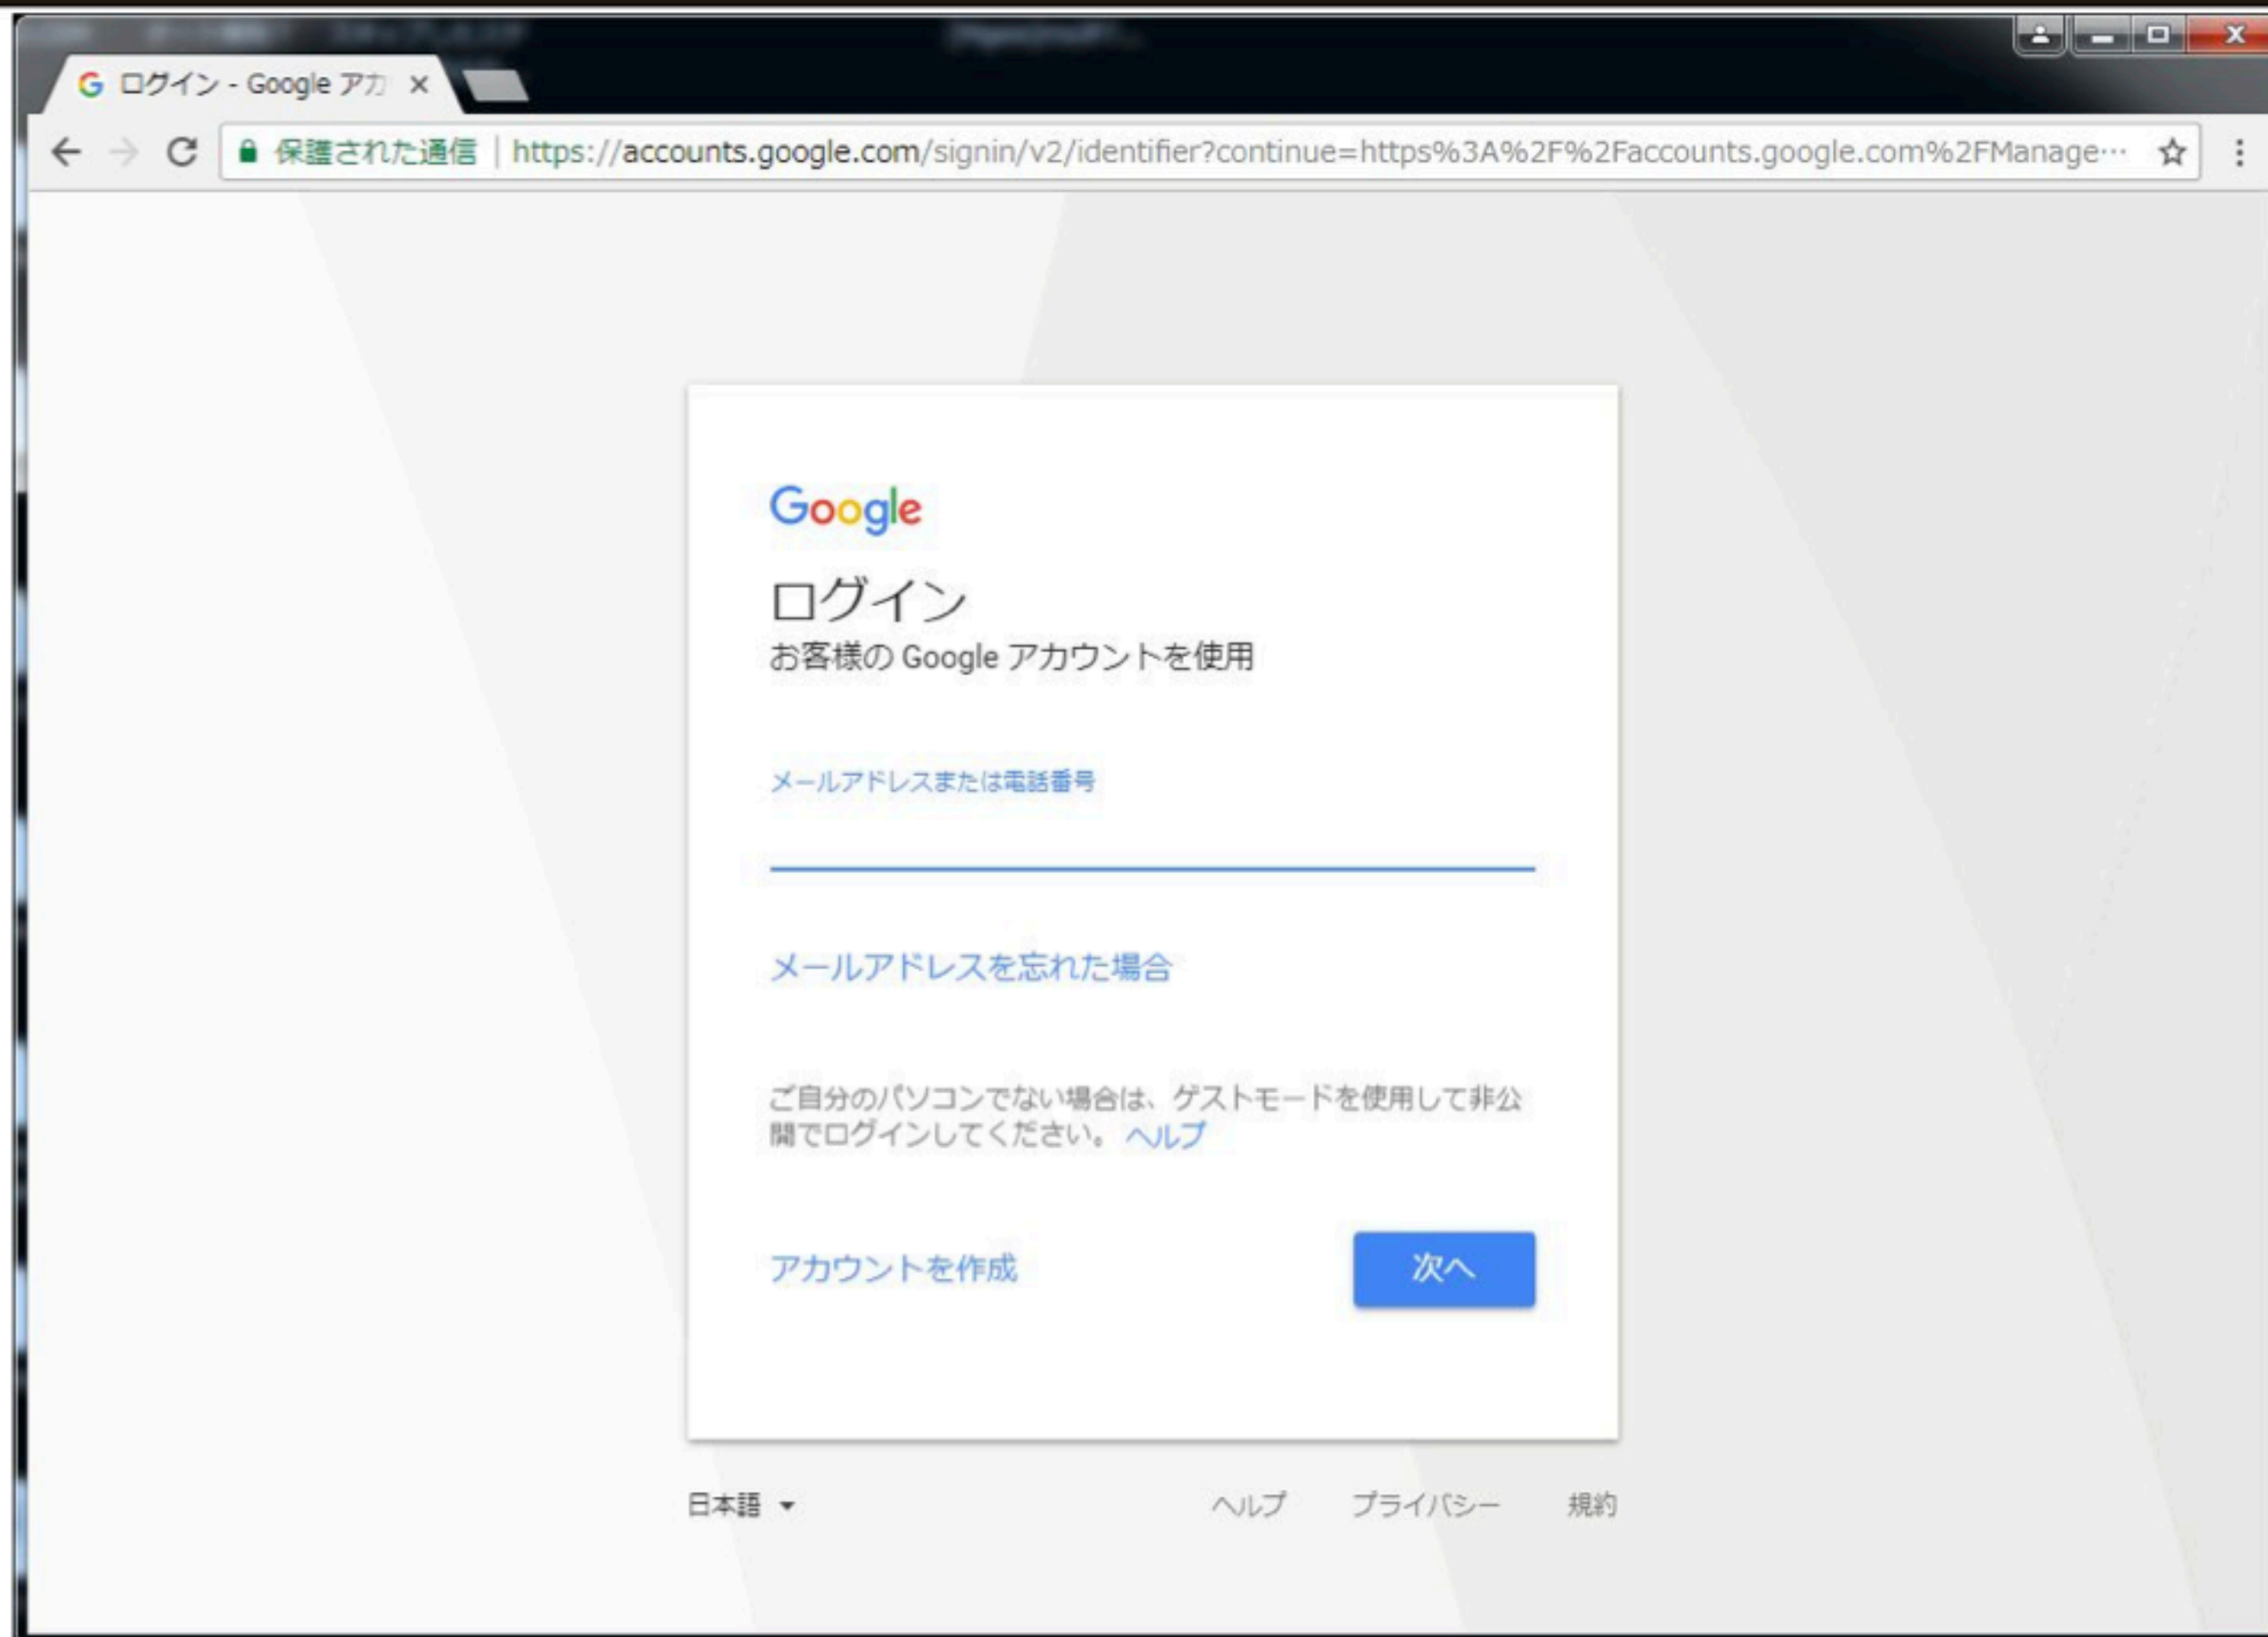 ログイン - Google アカ
保護された通信 | https://accounts.google.com/signin/v2/identifier?continue=https%3A%2F%2Faccounts.google.com%2FManage…
Google
ログイン
お客様の Google アカウントを使用
メールアドレスまたは電話番号
メールアドレスを忘れた場合
ご自分のパソコンでない場合は、ゲストモードを使用して非公
開でログインしてください。 ヘルプ
アカウントを作成 次へ
日本語 ヘルプ プライバシー 規約